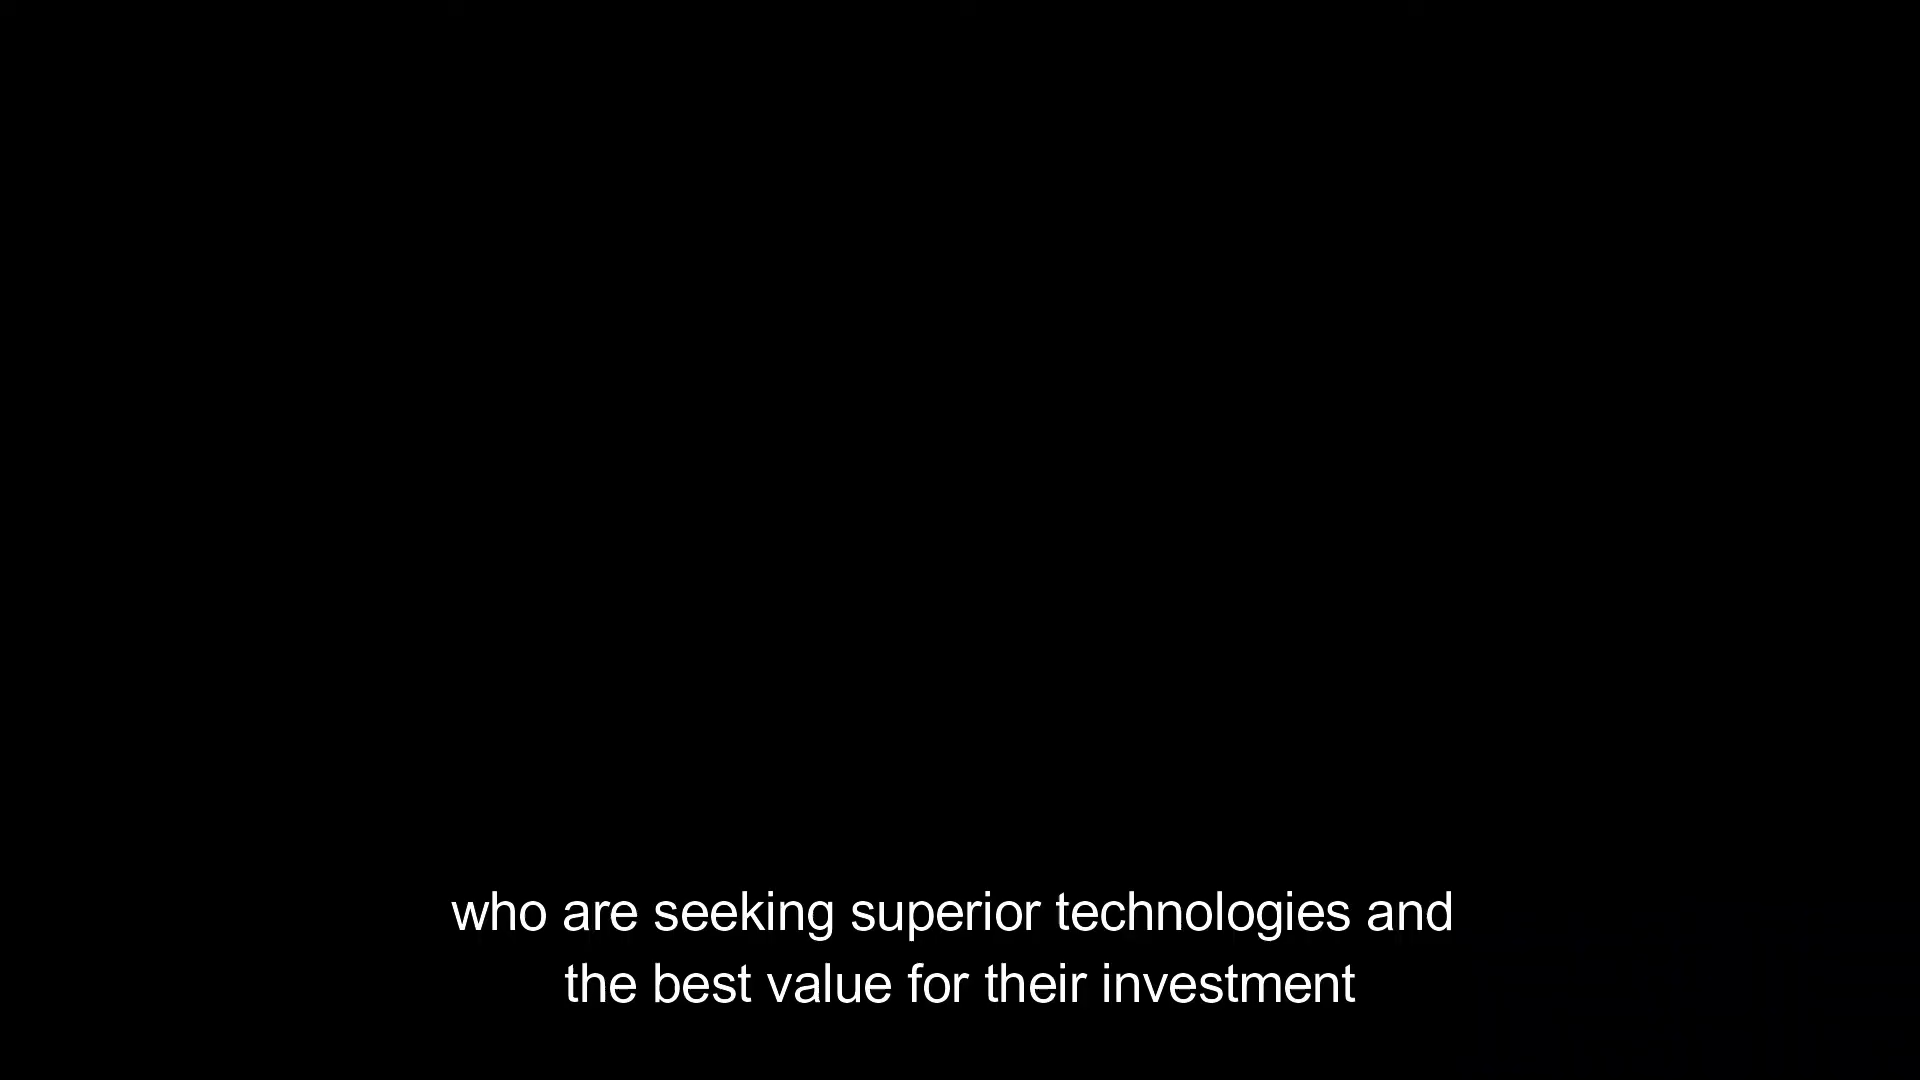 who are seeking superior technologies and
the best value for their investment